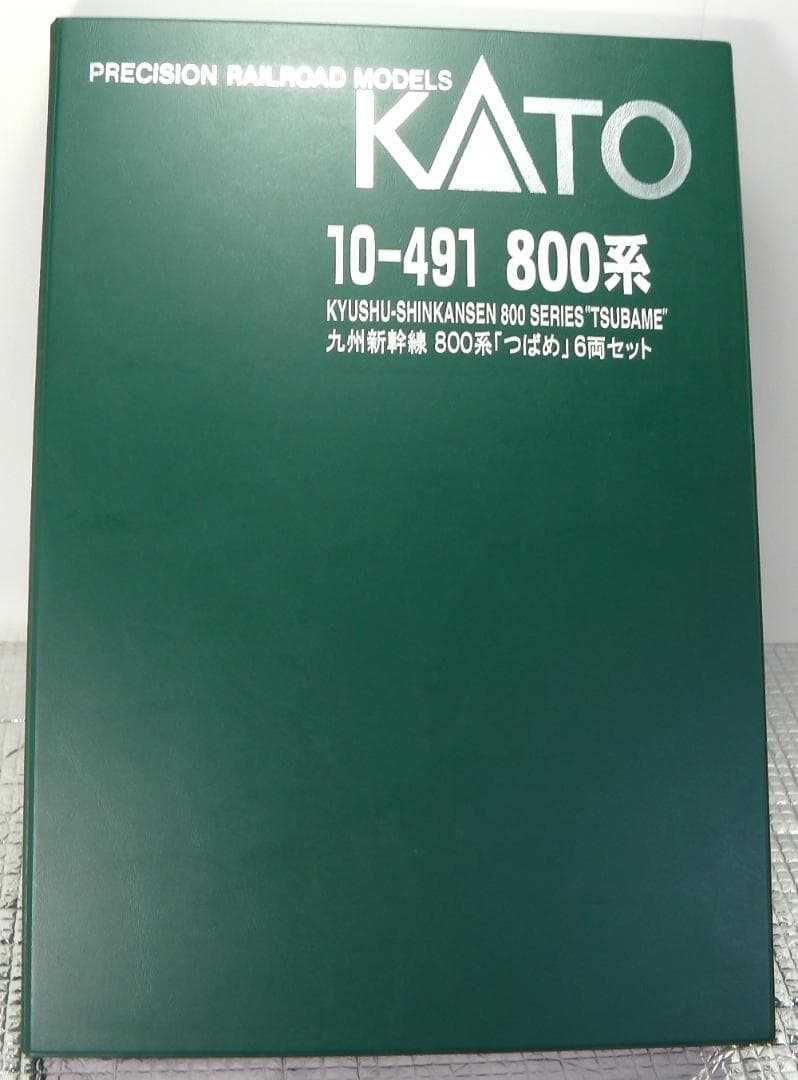 PRECISION RAILROAD MODELS
KATO
10-491 800系
KYUSHU-SHINKANSEN 800 SERIES"TSUBAME"
九州新幹線 800系「つばめ」6両セット